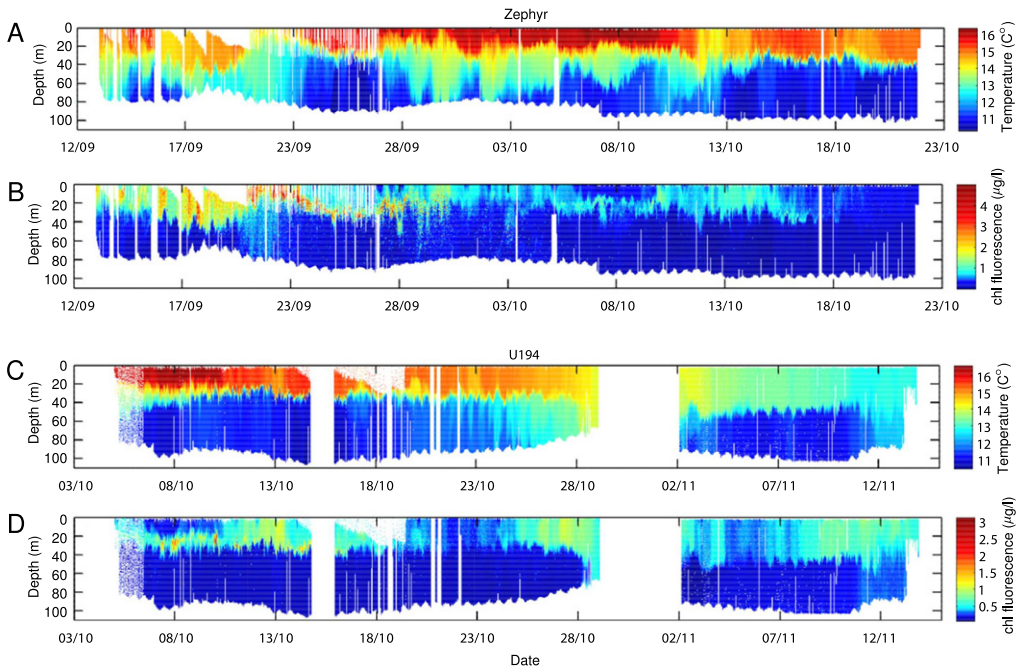 Zephyr
A
Depth (m)
0
20
40
60
80
100
12/09 17/09 23/09 28/09 03/10 08/10 13/10 18/10 23/10
16
15
14
13
12
11
Temperature (C°)
B
Depth (m)
0
20
40
60
80
100
12/09 17/09 23/09 28/09 03/10 08/10 13/10 18/10 23/10
4
3
2
1
chl fluorescence (µg/l)
U194
C
Depth (m)
0
20
40
60
80
100
03/10 08/10 13/10 18/10 23/10 28/10 02/11 07/11 12/11
16
15
14
13
12
11
Temperature (C°)
D
Depth (m)
0
20
40
60
80
100
03/10 08/10 13/10 18/10 23/10 28/10 02/11 07/11 12/11
3
2.5
2
1.5
1
0.5
chl fluorescence (µg/l)
Date